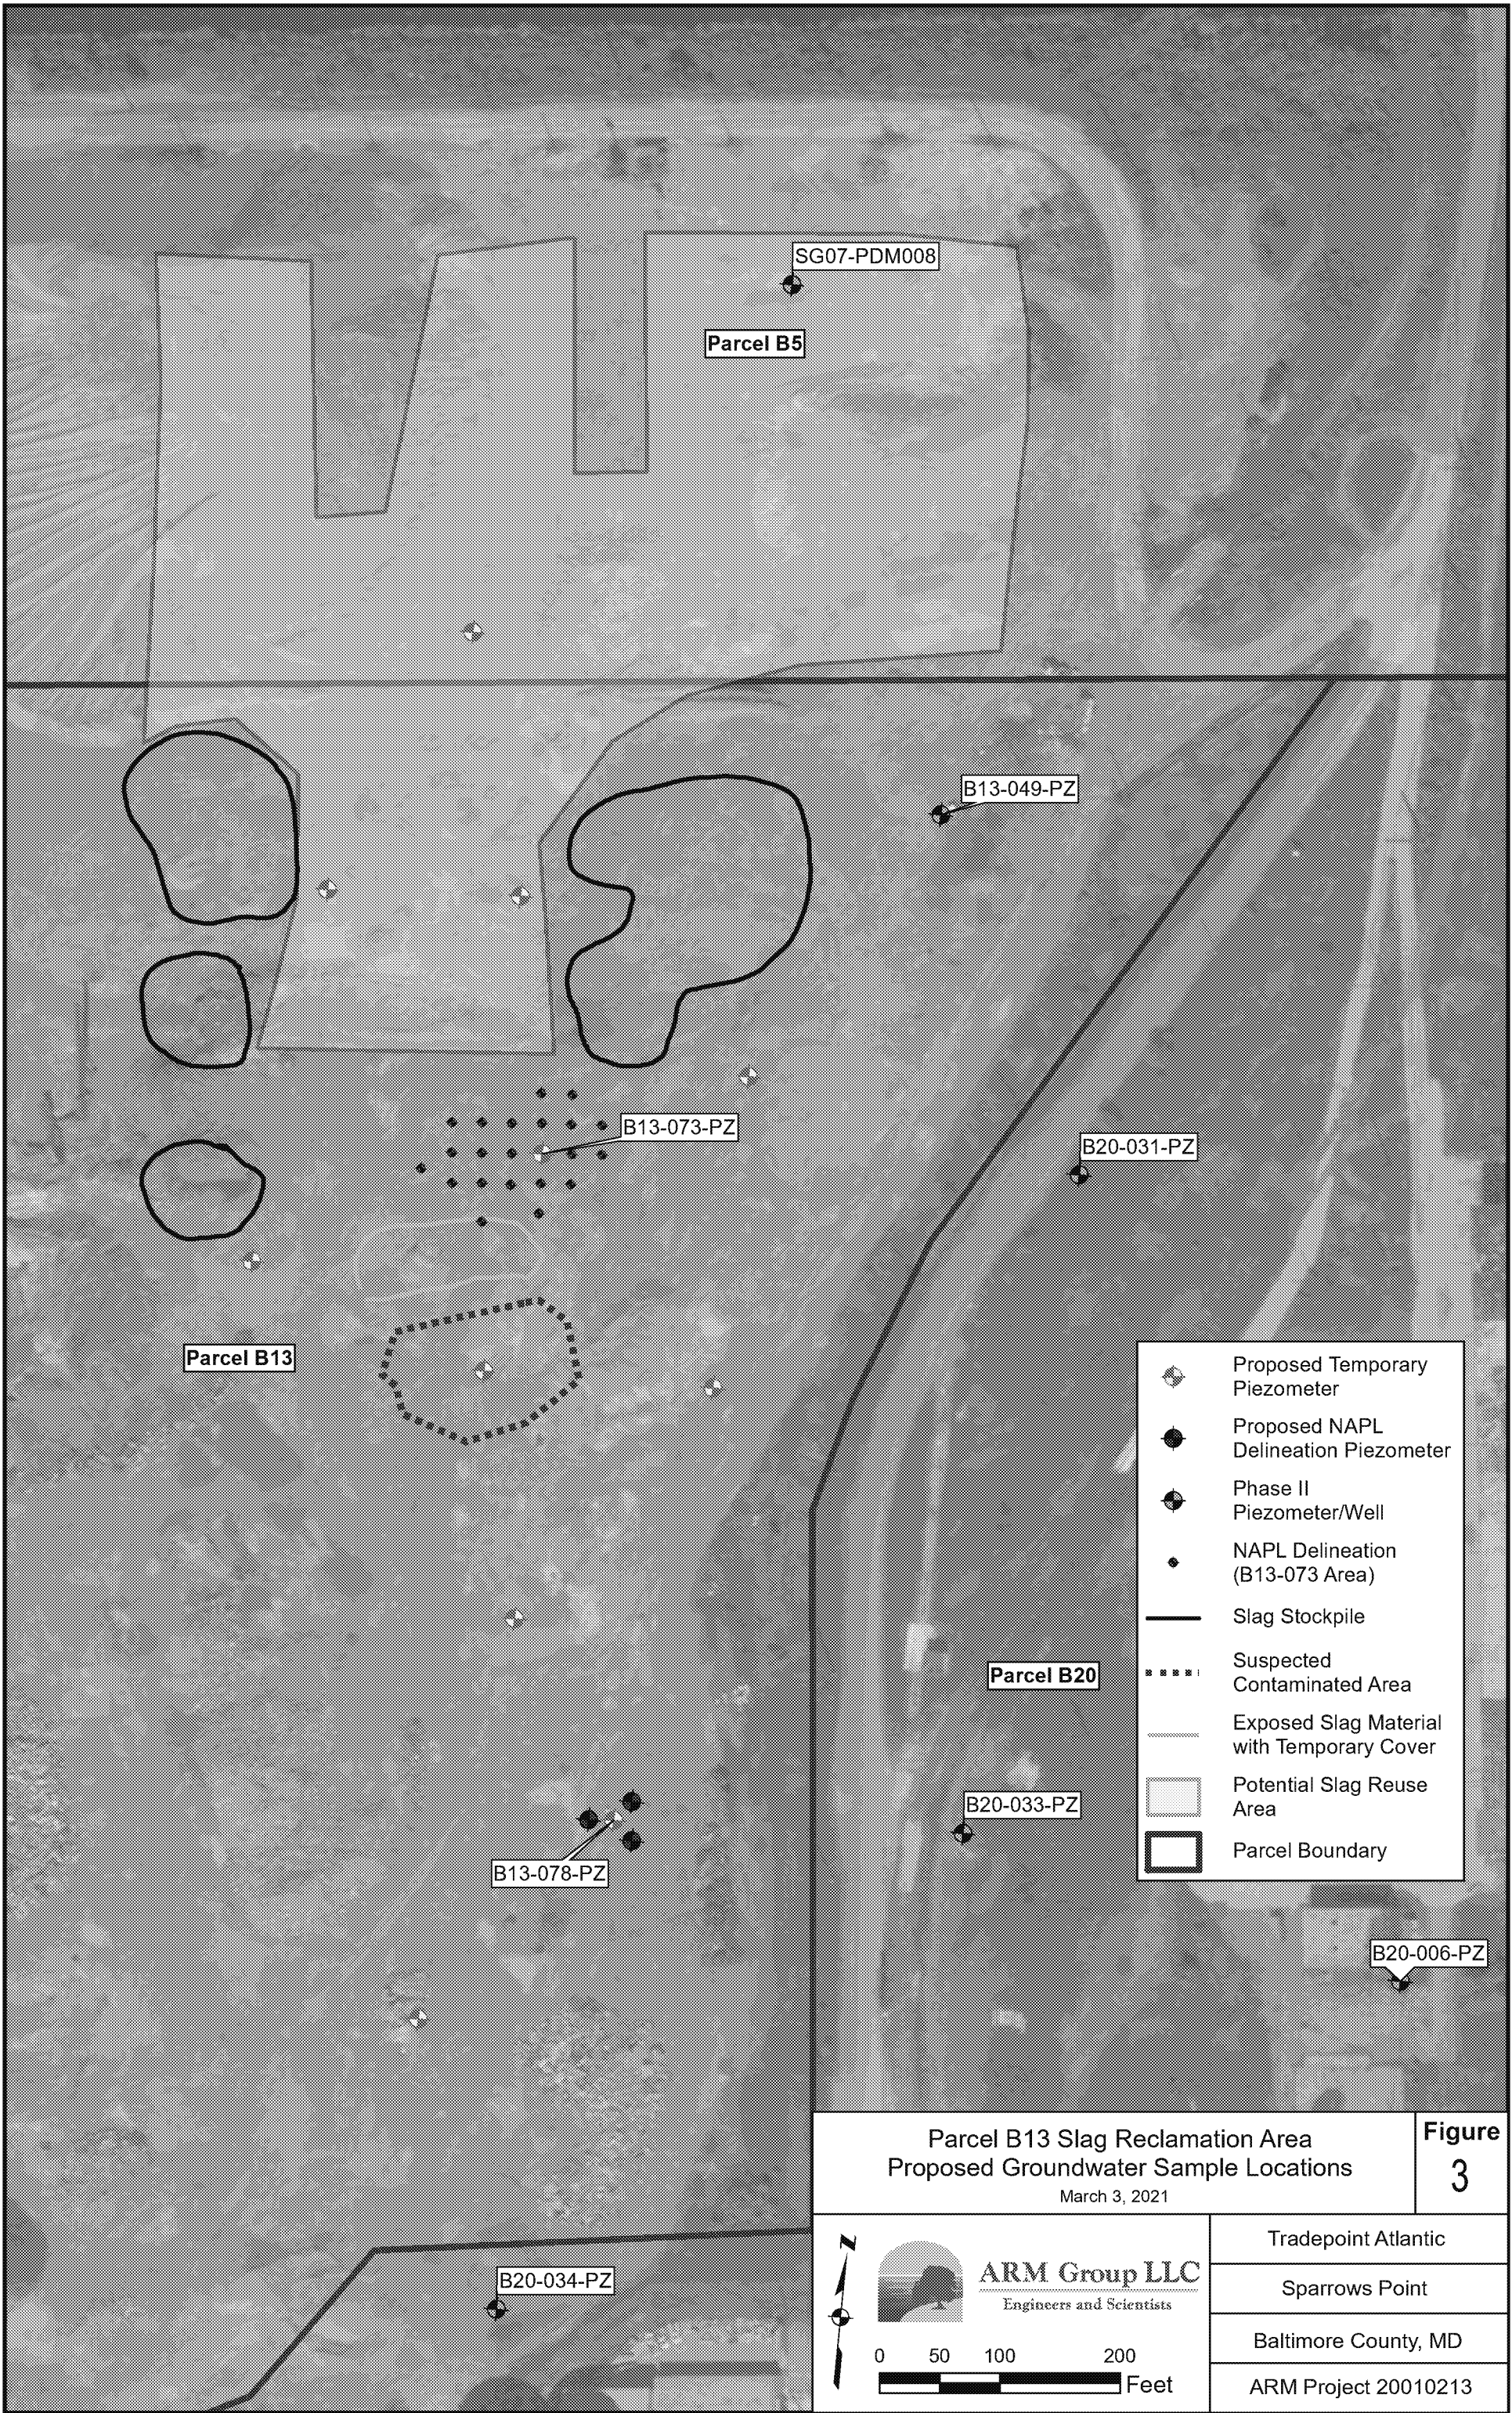 SG07-PDM008
Parcel B5
B13-049-PZ
B13-073-PZ
B20-031-PZ
Parcel B13
Proposed Temporary
Piezometer
Proposed NAPL
Delineation Piezometer
Phase II
Piezometer/Well
NAPL Delineation
(B13-073 Area)
Slag Stockpile
Suspected
Contaminated Area
Exposed Slag Material
with Temporary Cover
Potential Slag Reuse
Area
Parcel Boundary
Parcel B20
B20-033-PZ
B13-078-PZ
B20-006-PZ
B20-034-PZ
Parcel B13 Slag Reclamation Area
Proposed Groundwater Sample Locations
March 3, 2021
Figure
3
N
ARM Group LLC
Engineers and Scientists
0 50 100 200
Feet
Tradepoint Atlantic
Sparrows Point
Baltimore County, MD
ARM Project 20010213